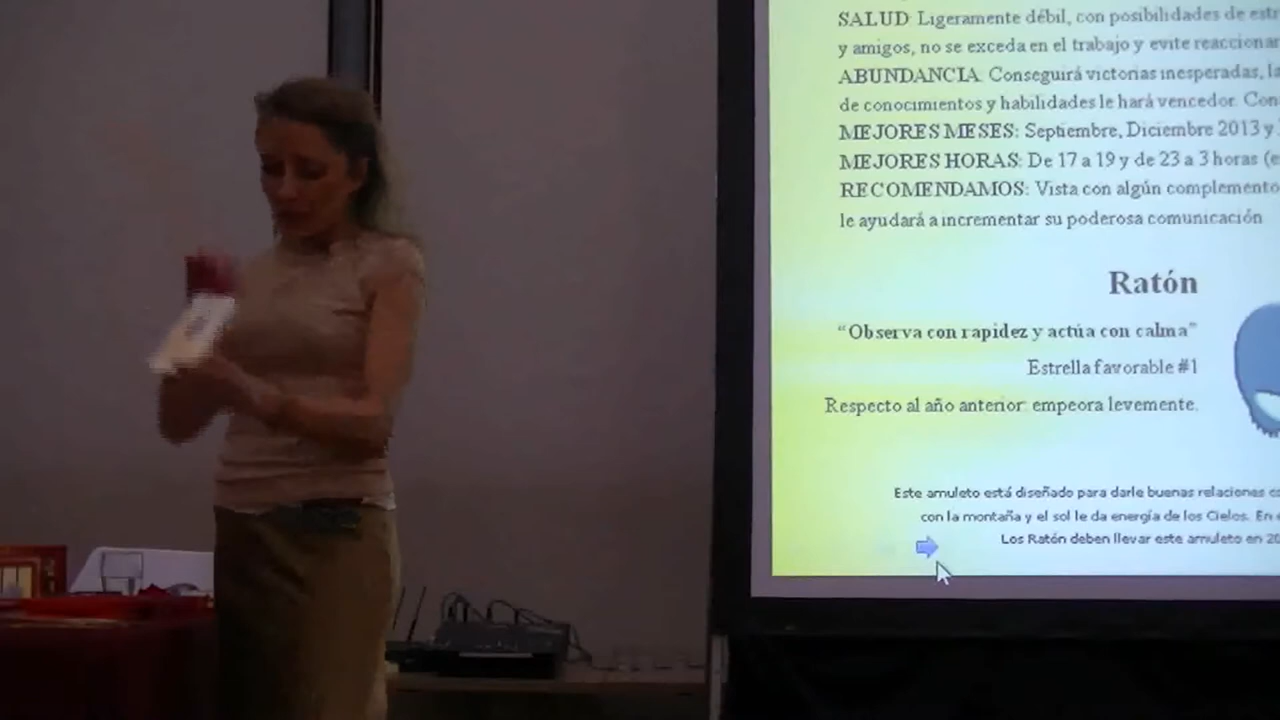 SALUD: Ligeramente débil, con posibilidades de
y amigos, no se exceda en el trabajo y evite
ABUNDANCIA: Conseguirá victorias inesperadas,
de conocimientos y habilidades le hará vencedor.
MEJORES MESES: Septiembre, Diciembre 2013 y
MEJORES HORAS: De 17 a 19 y de 23 a 3 horas
RECOMENDAMOS: Vista con algún complemento
le ayudará a incrementar su poderosa comunicación
Ratón
“Observa con rapidez y actúa con calma”
Estrella favorable #1
Respecto al año anterior: empeora levemente.
Este amuleto está diseñado para darle buenas relaciones
con la montaña y el sol le da energía de los Cielos. En
Los Ratón deben llevar este amuleto en